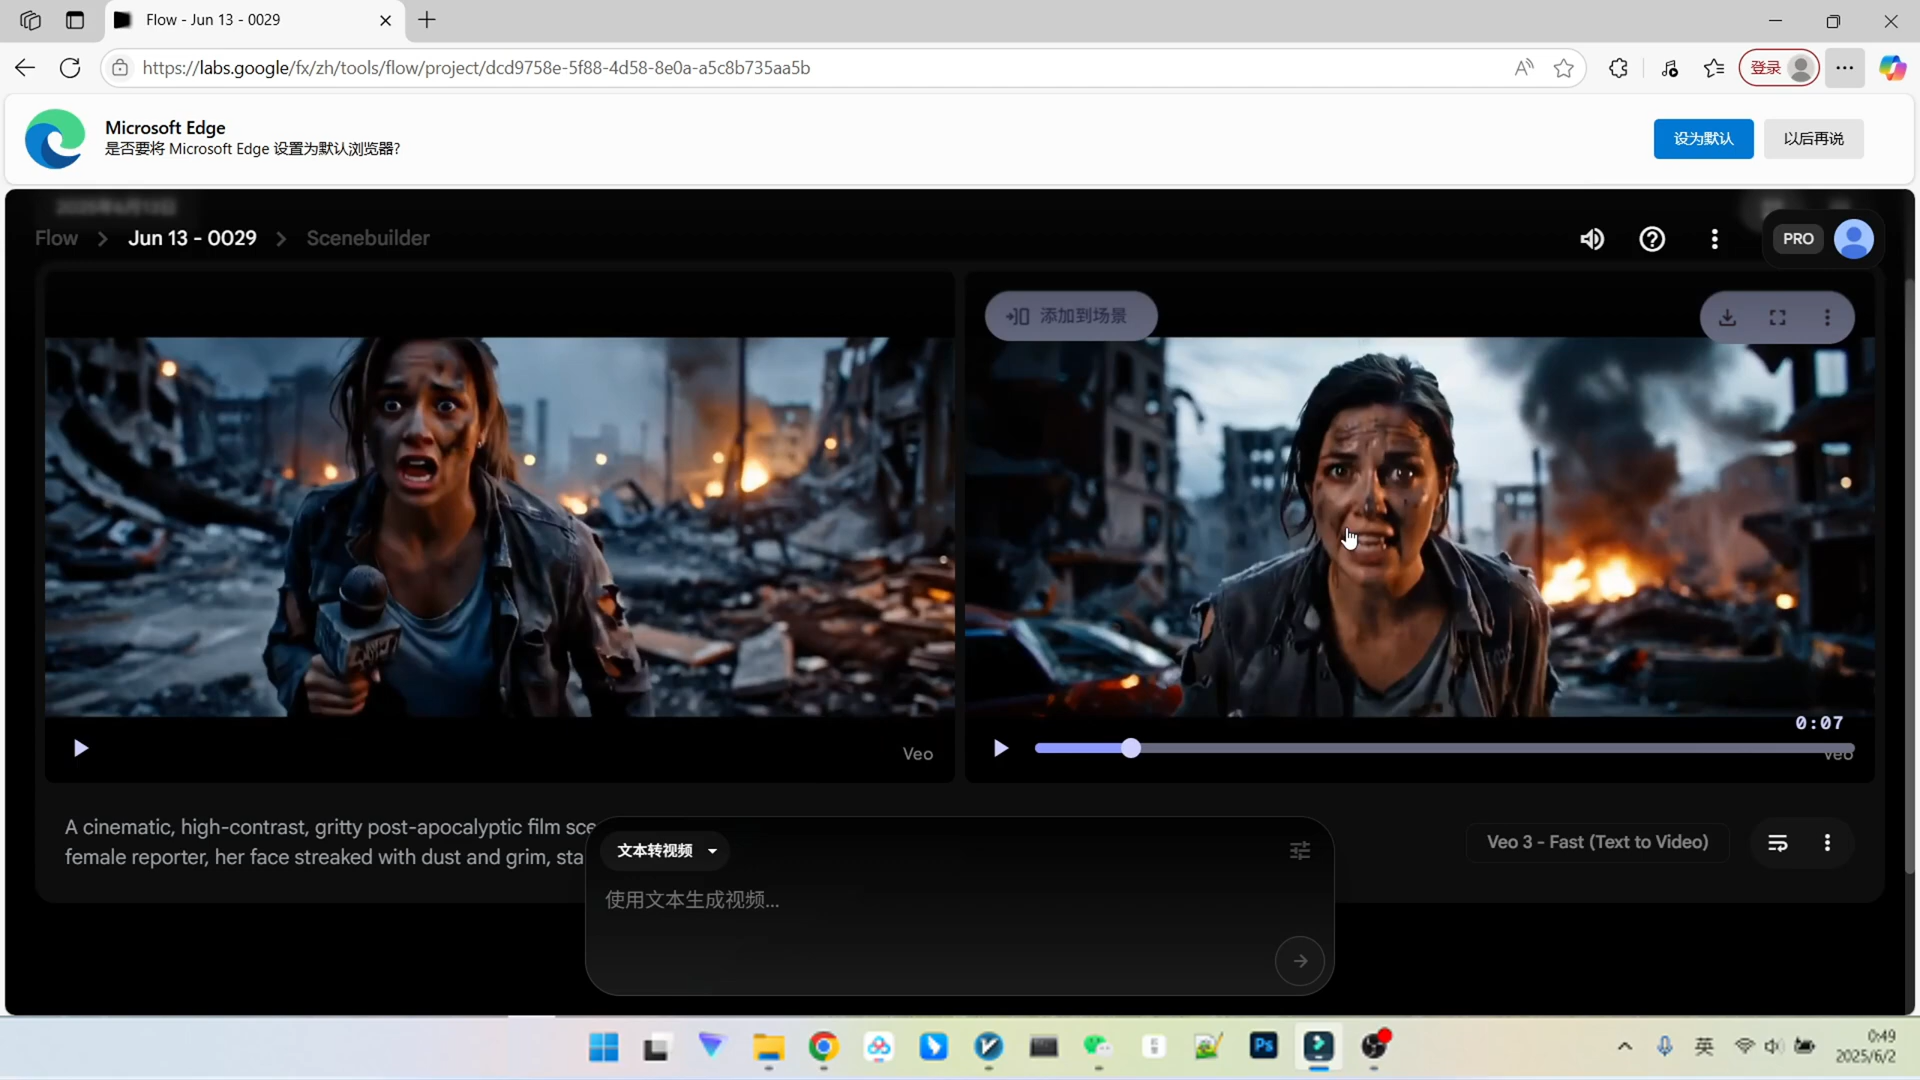 Flow - Jun 13 - 0029
https://labs.google/fx/zh/tools/flow/project/dcd9758e-5f88-4d58-8e0a-a5c8b735aa5b
登录
Microsoft Edge
是否要将 Microsoft Edge 设置为默认浏览器?
设为默认
以后再说
Flow > Jun 13 - 0029 > Scenebuilder
PRO
添加到场景
0:07
Veo
Veo
A cinematic, high-contrast, gritty post-apocalyptic film sce
female reporter, her face streaked with dust and grim, sta
Veo 3 - Fast (Text to Video)
文本转视频
使用文本生成视频...
Ps
英
0:49
2025/6/2